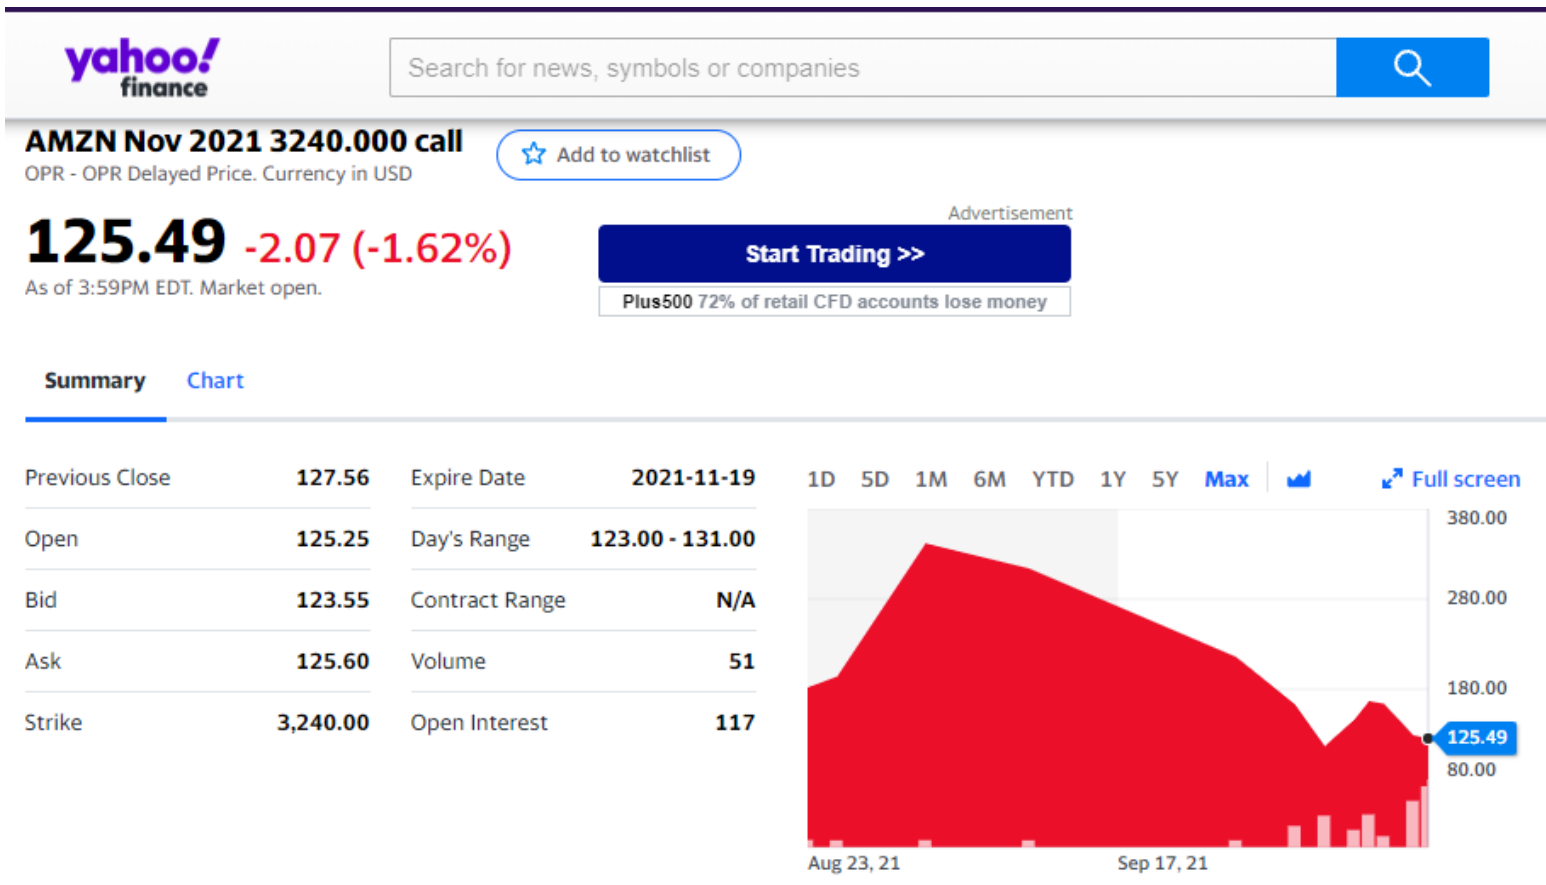 yahoo!
finance
Search for news, symbols or companies
AMZN Nov 2021 3240.000 call
Add to watchlist
OPR - OPR Delayed Price. Currency in USD
125.49 -2.07 (-1.62%)
As of 3:59PM EDT. Market open.
Advertisement
Start Trading >>
Plus500 72% of retail CFD accounts lose money
Summary Chart
Previous Close 127.56
Open 125.25
Bid 123.55
Ask 125.60
Strike 3,240.00
Expire Date 2021-11-19
Day's Range 123.00 - 131.00
Contract Range N/A
Volume 51
Open Interest 117
1D 5D 1M 6M YTD 1Y 5Y Max Full screen
380.00
280.00
180.00
125.49
80.00
Aug 23, 21 Sep 17, 21